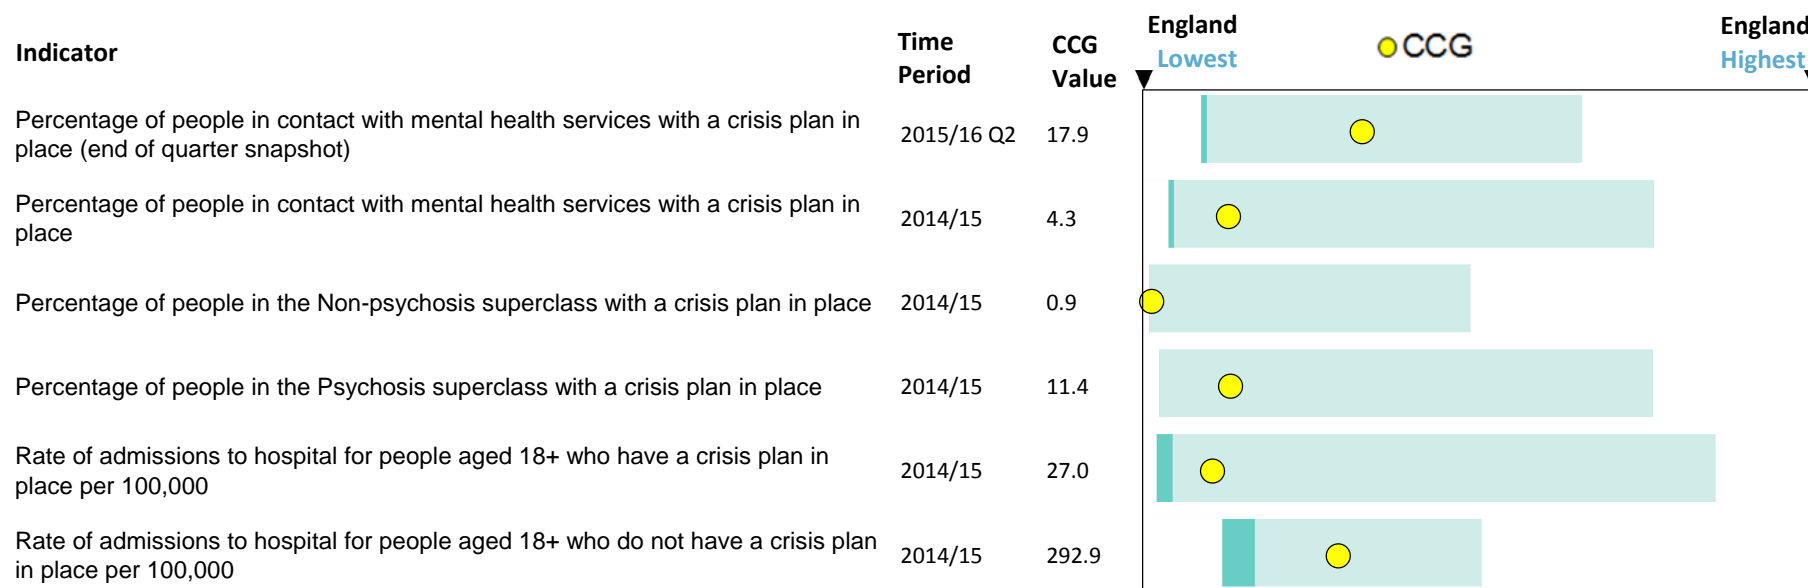 Indicator
Time Period
CCG Value
England Lowest
CCG
England Highest
Percentage of people in contact with mental health services with a crisis plan in
place (end of quarter snapshot)
2015/16 Q2
17.9
Percentage of people in contact with mental health services with a crisis plan in
place
2014/15
4.3
Percentage of people in the Non-psychosis superclass with a crisis plan in place
2014/15
0.9
Percentage of people in the Psychosis superclass with a crisis plan in place
2014/15
11.4
Rate of admissions to hospital for people aged 18+ who have a crisis plan in
place per 100,000
2014/15
27.0
Rate of admissions to hospital for people aged 18+ who do not have a crisis plan
in place per 100,000
2014/15
292.9